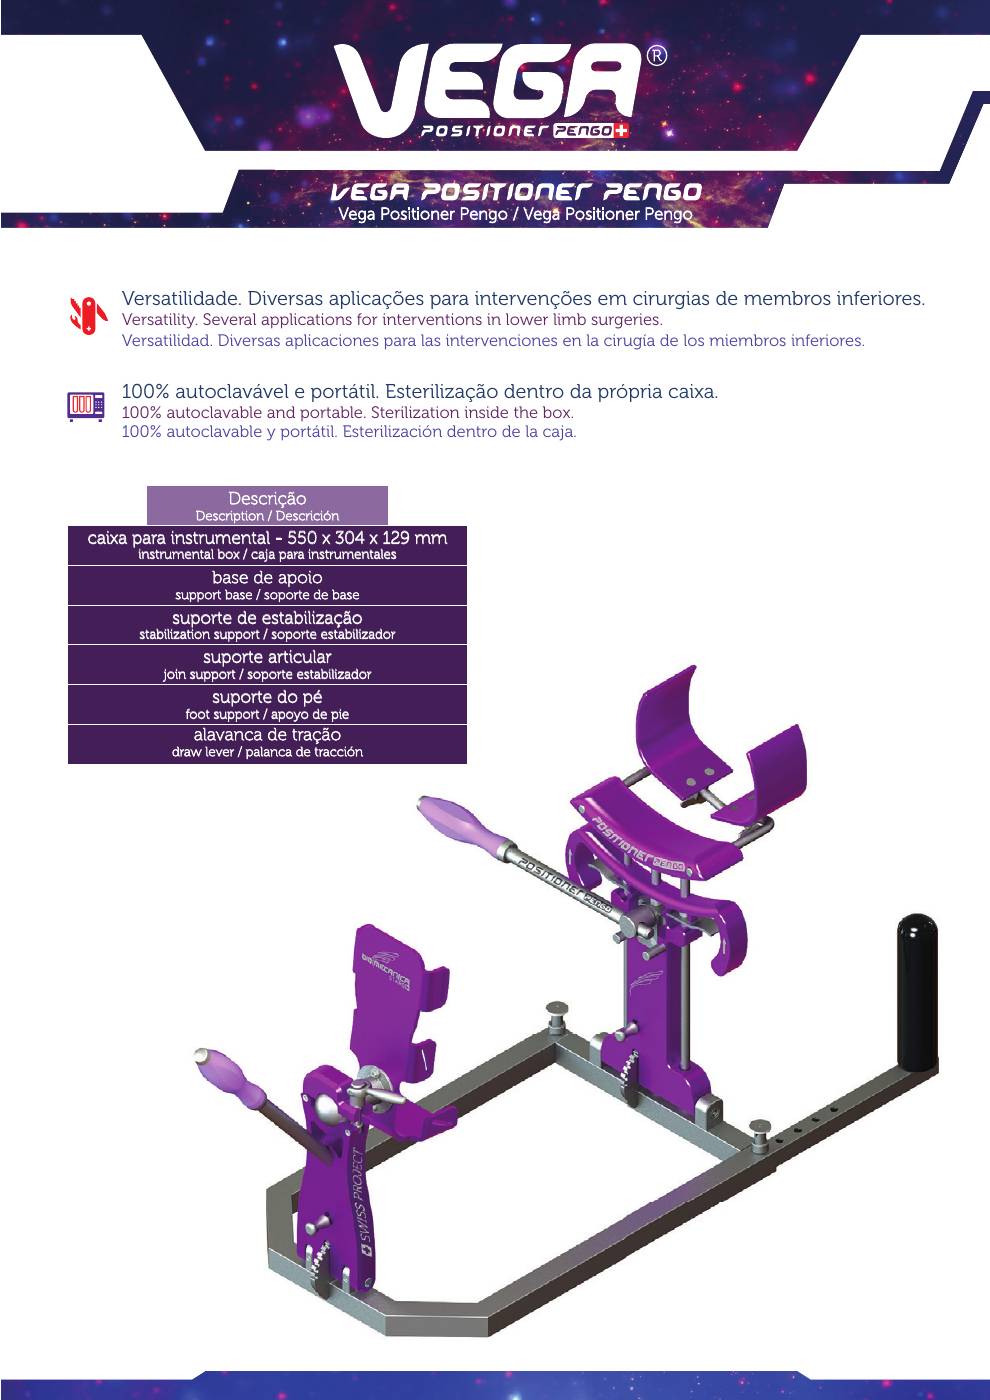 VEGA®
POSITIONER PENGO
VEGA POSITIONER PENGO
Vega Positioner Pengo / Vega Positioner Pengo
Versatilidade. Diversas aplicações para intervenções em cirurgias de membros inferiores.
Versatility. Several applications for interventions in lower limb surgeries.
Versatilidad. Diversas aplicaciones para las intervenciones en la cirugía de los miembros inferiores.
100% autoclavável e portátil. Esterilização dentro da própria caixa.
100% autoclavable and portable. Sterilization inside the box.
100% autoclavable y portátil. Esterilización dentro de la caja.
Descrição
Description / Descrición
caixa para instrumental - 550 x 304 x 129 mm
instrumental box / caja para instrumentales
base de apoio
support base / soporte de base
suporte de estabilização
stabilization support / soporte estabilizador
suporte articular
join support / soporte estabilizador
suporte do pé
foot support / apoyo de pie
alavanca de tração
draw lever / palanca de tracción
POSITIONER PENGO
POSITIONER PENGO
BIOMECANICA
SWISS PROJECT